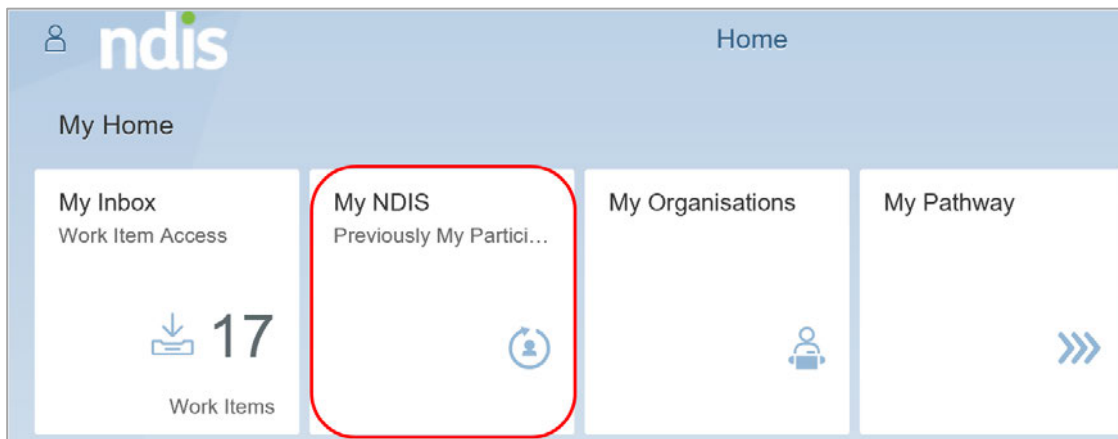 ndis
Home
My Home
My Inbox
Work Item Access
17
Work Items
My NDIS
Previously My Partici...
My Organisations
My Pathway